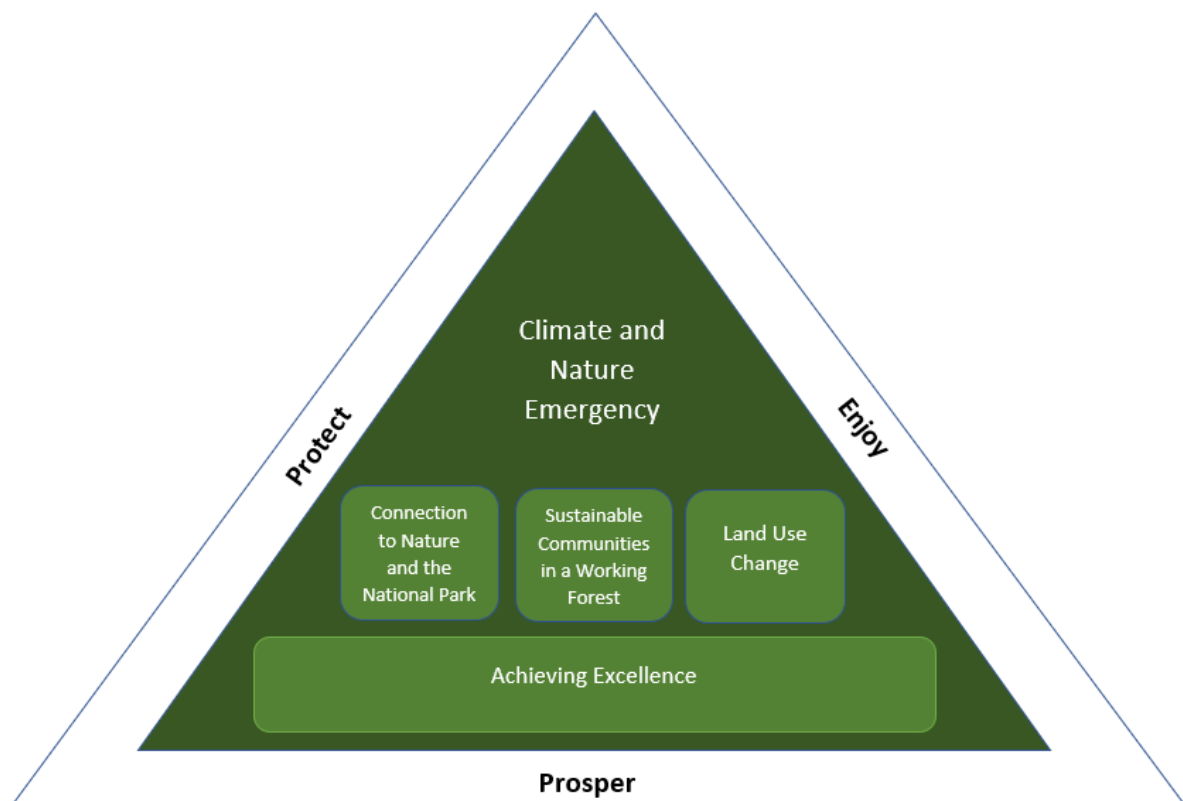 Climate and
Nature
Emergency
Protect
Enjoy
Connection
to Nature
and the
National Park
Sustainable
Communities
in a Working
Forest
Land Use
Change
Achieving Excellence
Prosper